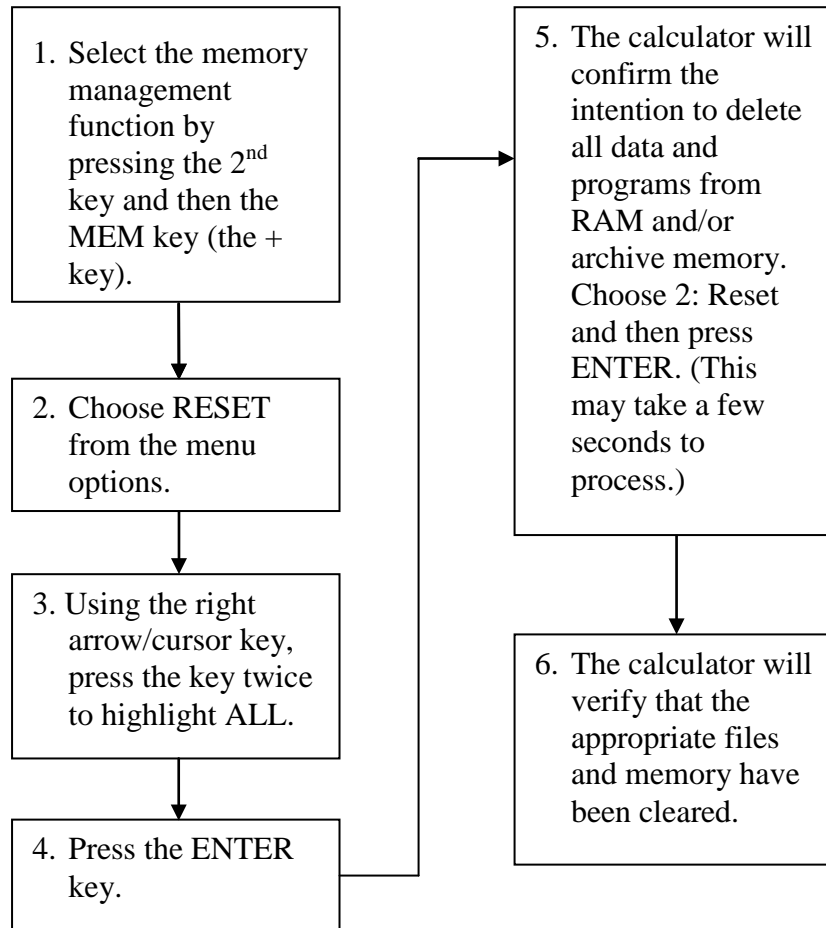 1. Select the memory
management
function by
pressing the 2nd
key and then the
MEM key (the +
key).
2. Choose RESET
from the menu
options.
3. Using the right
arrow/cursor key,
press the key twice
to highlight ALL.
4. Press the ENTER
key.
5. The calculator will
confirm the
intention to delete
all data and
programs from
RAM and/or
archive memory.
Choose 2: Reset
and then press
ENTER. (This
may take a few
seconds to
process.)
6. The calculator will
verify that the
appropriate files
and memory have
been cleared.